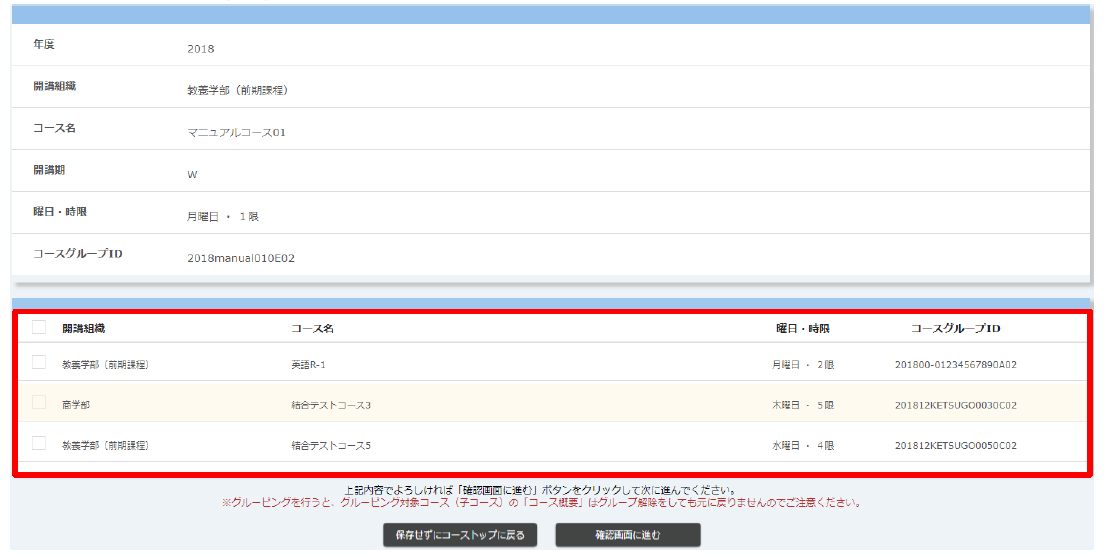 年度 2018
開講組織 教養学部（前期課程）
コース名 マニュアルコース01
開講期 W
曜日・時限 月曜日 ・ 1限
コースグループID 2018manual010E02
開講組織 コース名 曜日・時限 コースグループID
教養学部（前期課程） 英語R-1 月曜日 ・ 2限 201800-01234567890A02
商学部 結合テストコース3 木曜日 ・ 5限 201812KETSUGO0030C02
教養学部（前期課程） 結合テストコース5 水曜日 ・ 4限 201812KETSUGO0050C02
上記内容でよろしければ「確認画面に進む」ボタンをクリックして次に進んでください。
※グルーピングを行うと、グルーピング対象コース（子コース）の「コース概要」はグループ解除をしても元に戻りませんのでご注意ください。
保存せずにコーストップに戻る 確認画面に進む